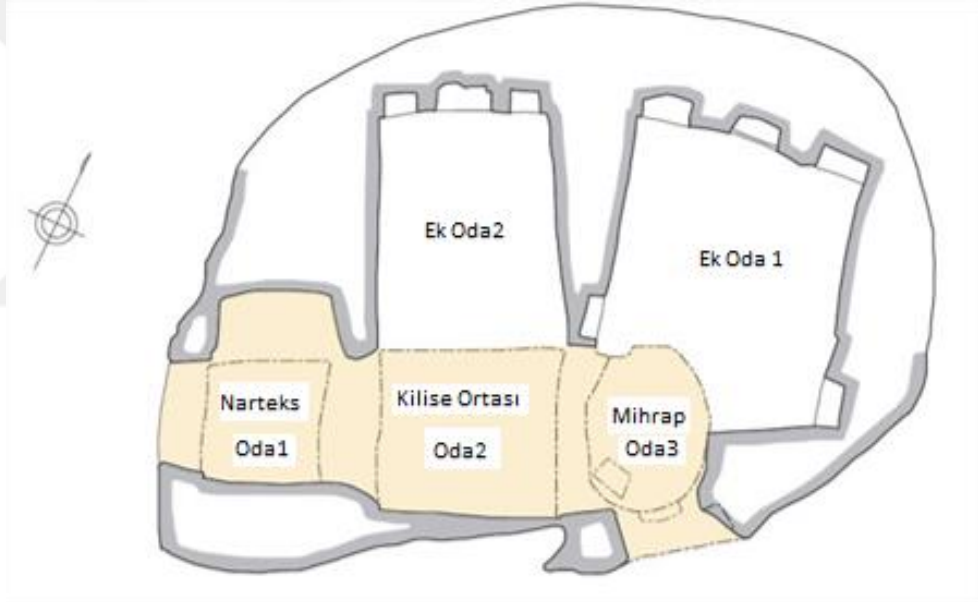 Ek Oda2
Ek Oda 1
Narteks
Oda1
Kilise Ortası
Oda2
Mihrap
Oda3